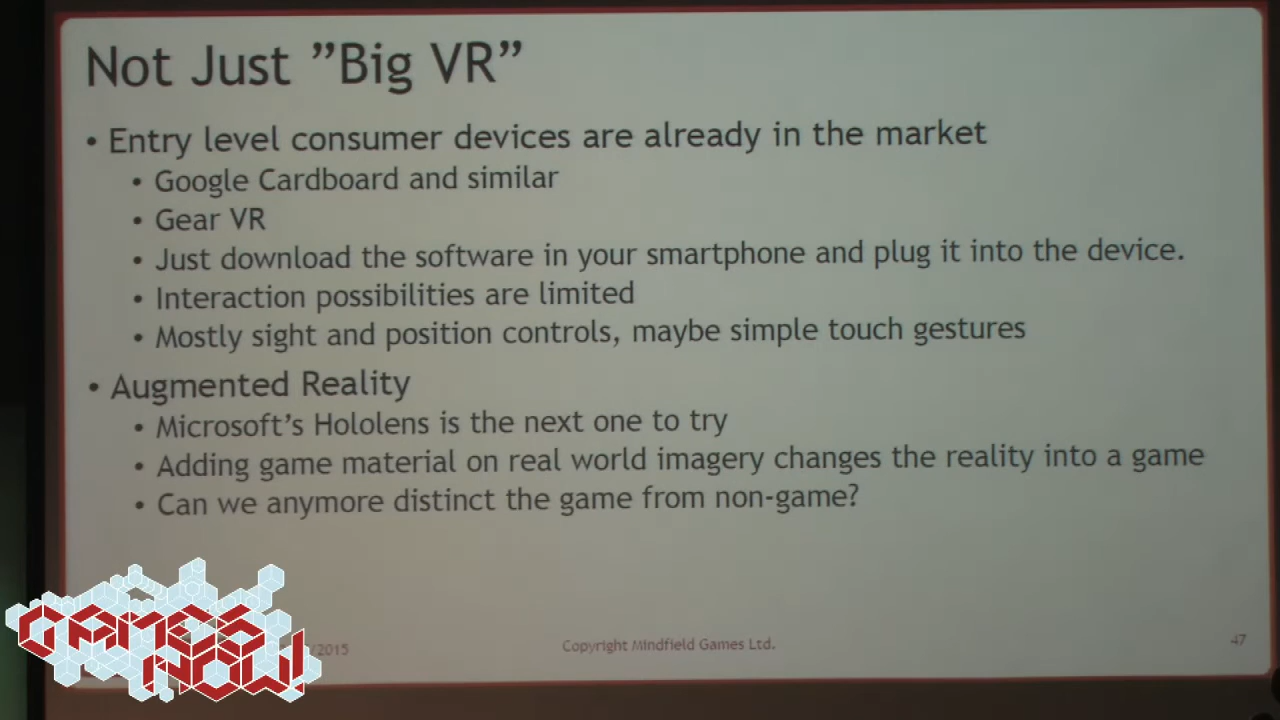 Not Just ”Big VR”
• Entry level consumer devices are already in the market
• Google Cardboard and similar
• Gear VR
• Just download the software in your smartphone and plug it into the device.
• Interaction possibilities are limited
• Mostly sight and position controls, maybe simple touch gestures
• Augmented Reality
• Microsoft’s Hololens is the next one to try
• Adding game material on real world imagery changes the reality into a game
• Can we anymore distinct the game from non-game?
GAMES
NOW!
/2015
Copyright Mindfield Games Ltd.
47